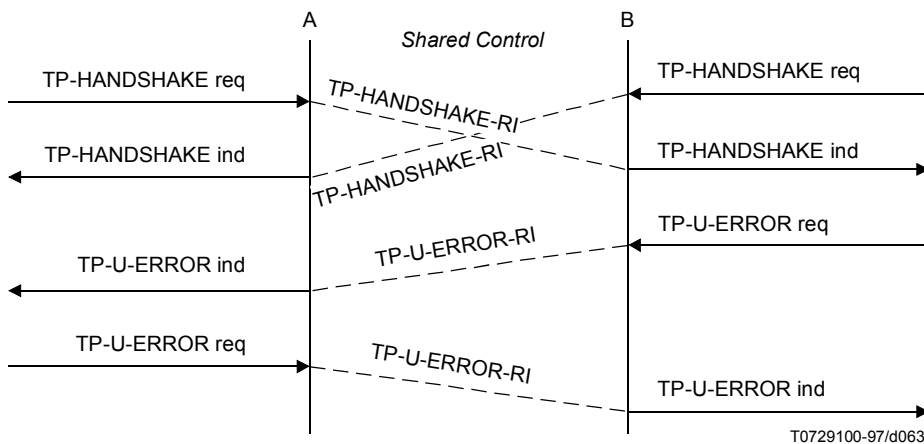 A
B
Shared Control
TP-HANDSHAKE req
TP-HANDSHAKE req
TP-HANDSHAKE-RI
TP-HANDSHAKE ind
TP-HANDSHAKE-RI
TP-HANDSHAKE ind
TP-U-ERROR req
TP-U-ERROR-RI
TP-U-ERROR ind
TP-U-ERROR req
TP-U-ERROR-RI
TP-U-ERROR ind
T0729100-97/d063